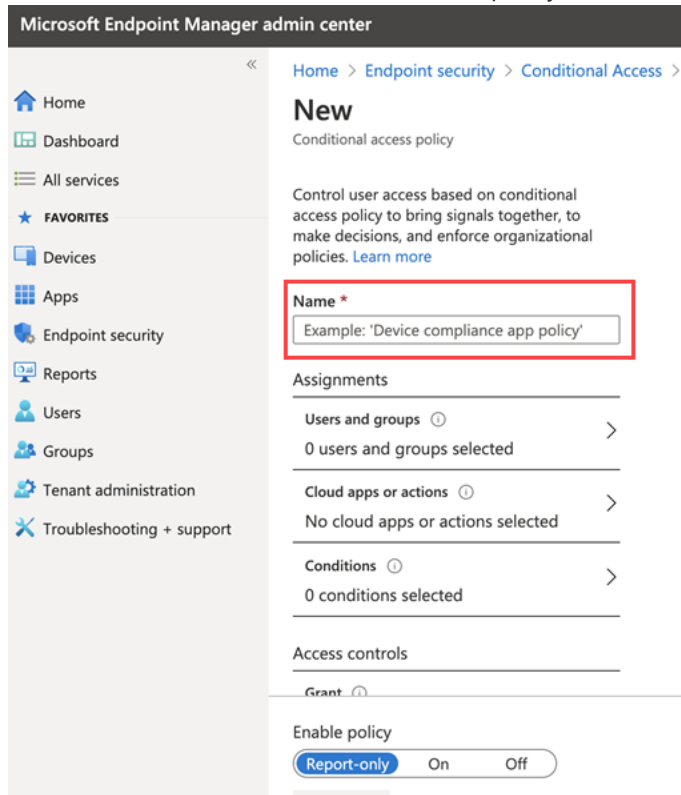 Microsoft Endpoint Manager admin center
«
Home
Dashboard
All services
FAVORITES
Devices
Apps
Endpoint security
Reports
Users
Groups
Tenant administration
Troubleshooting + support
Home > Endpoint security > Conditional Access >
New
Conditional access policy
Control user access based on conditional
access policy to bring signals together, to
make decisions, and enforce organizational
policies. Learn more
Name *
Example: 'Device compliance app policy'
Assignments
Users and groups
0 users and groups selected
Cloud apps or actions
No cloud apps or actions selected
Conditions
0 conditions selected
Access controls
Grant
Enable policy
Report-only On Off